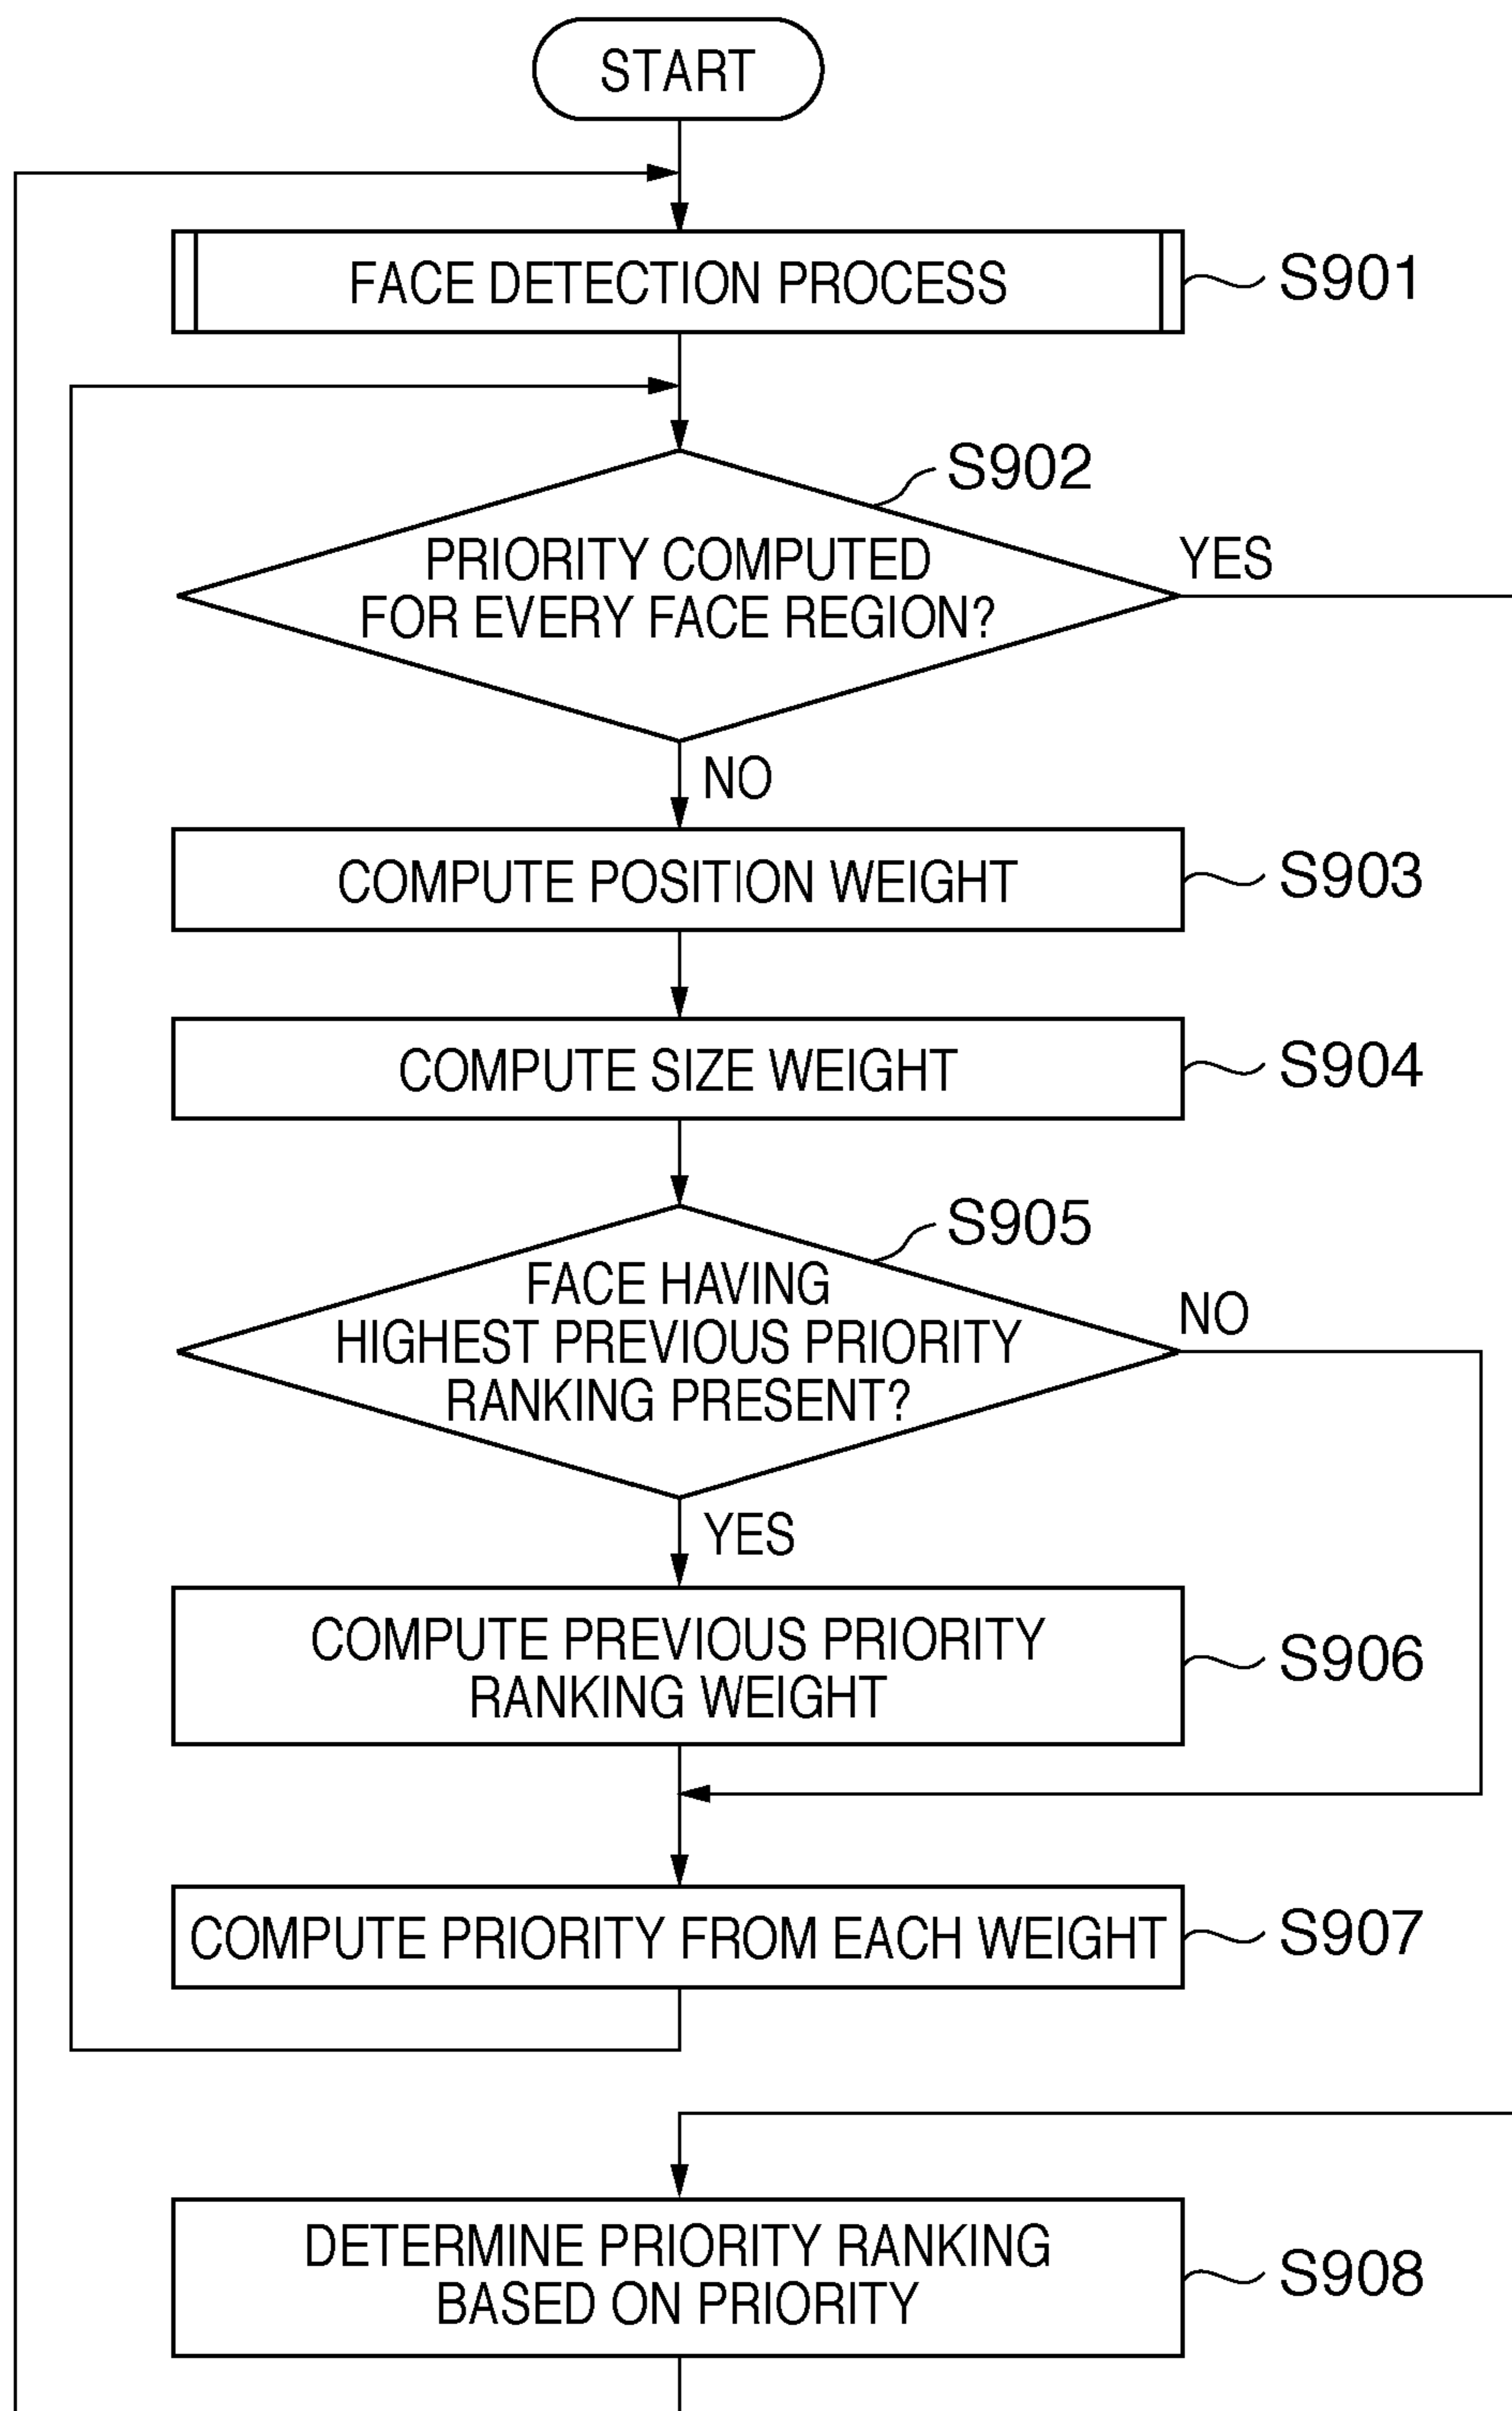 START
FACE DETECTION PROCESS
S901
S902
PRIORITY COMPUTED
FOR EVERY FACE REGION?
YES
NO
COMPUTE POSITION WEIGHT
S903
COMPUTE SIZE WEIGHT
S904
S905
FACE HAVING
HIGHEST PREVIOUS PRIORITY
RANKING PRESENT?
NO
YES
COMPUTE PREVIOUS PRIORITY
RANKING WEIGHT
S906
COMPUTE PRIORITY FROM EACH WEIGHT
S907
DETERMINE PRIORITY RANKING
BASED ON PRIORITY
S908